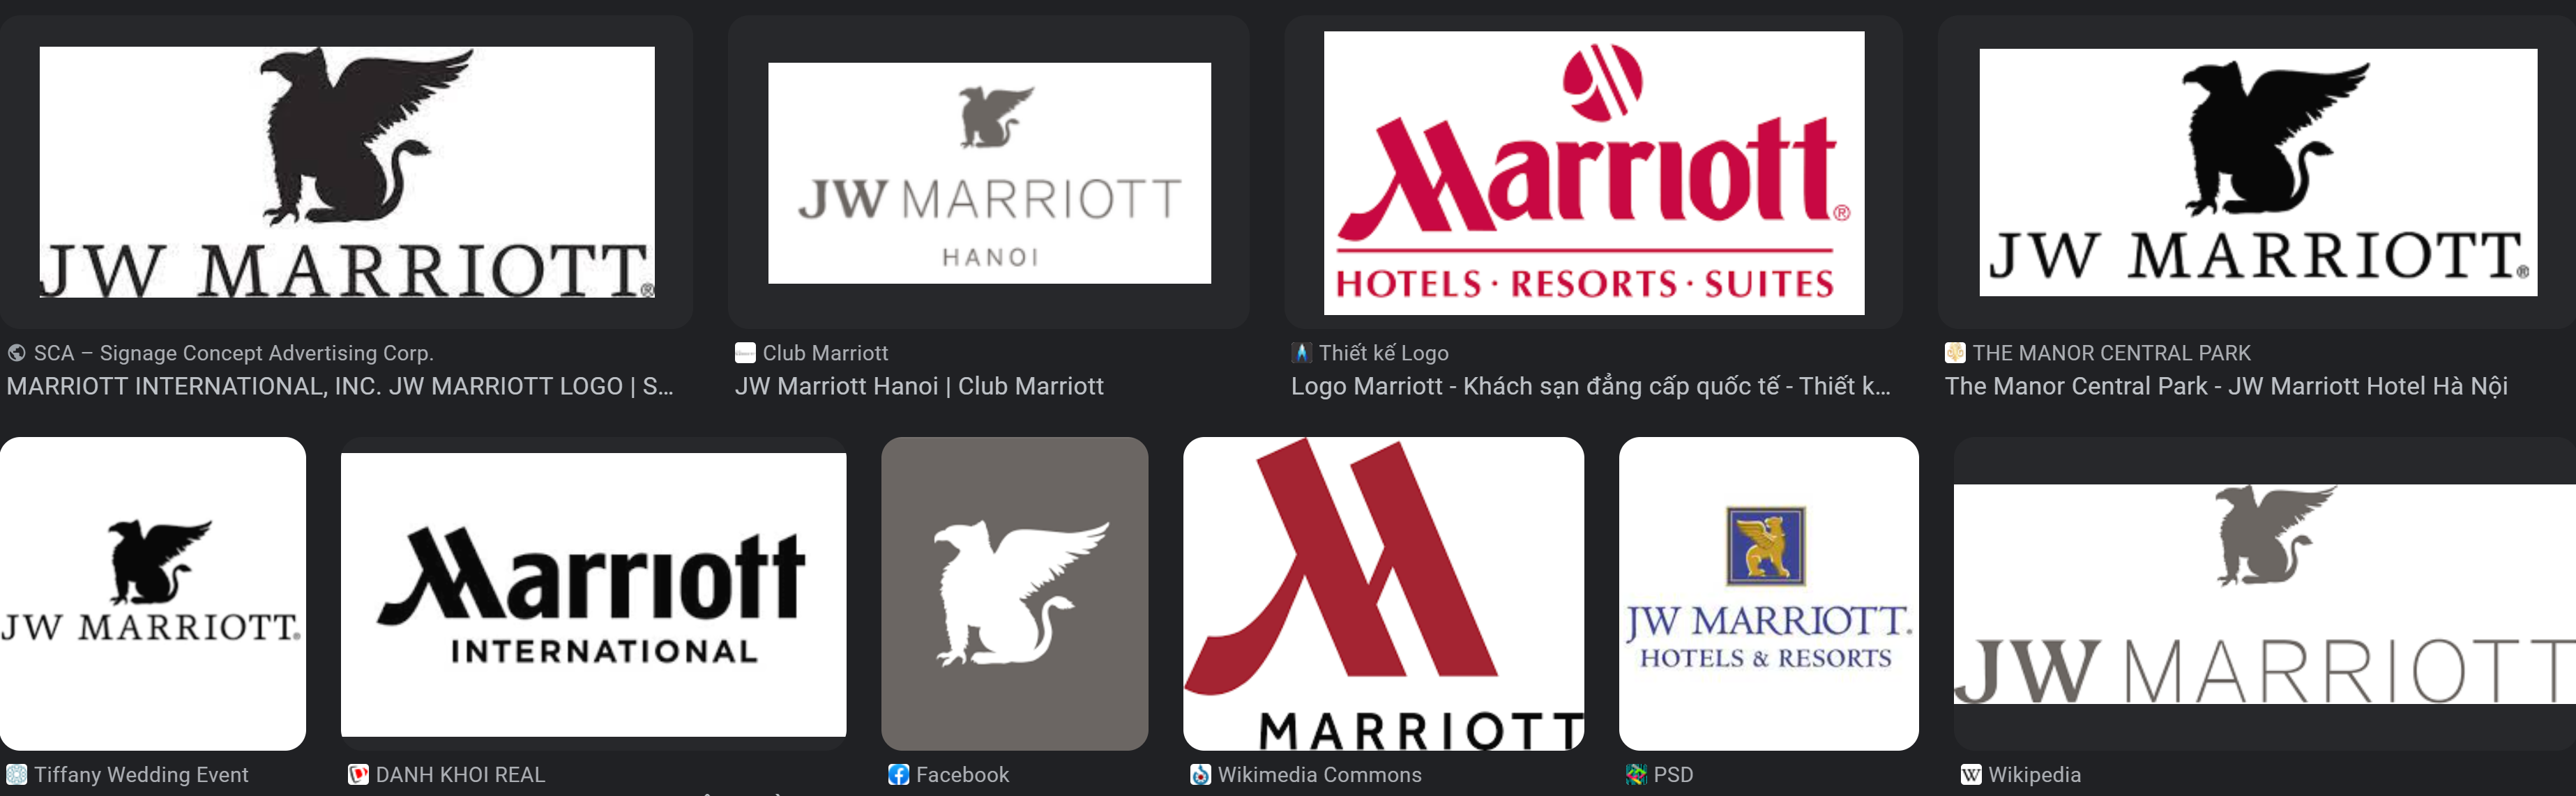 JW MARRIOTT®
SCA – Signage Concept Advertising Corp.
MARRIOTT INTERNATIONAL, INC. JW MARRIOTT LOGO | S...
JW MARRIOTT
HANOI
Club Marriott
JW Marriott Hanoi | Club Marriott
Marriott®
HOTELS · RESORTS · SUITES
Thiết kế Logo
Logo Marriott - Khách sạn đẳng cấp quốc tế - Thiết k...
JW MARRIOTT®
THE MANOR CENTRAL PARK
The Manor Central Park - JW Marriott Hotel Hà Nội
JW MARRIOTT®
Tiffany Wedding Event
Marriott
INTERNATIONAL
DANH KHOI REAL
Facebook
MARRIOTT
Wikimedia Commons
JW MARRIOTT.
HOTELS & RESORTS
PSD
JW MARRIOTT
W Wikipedia